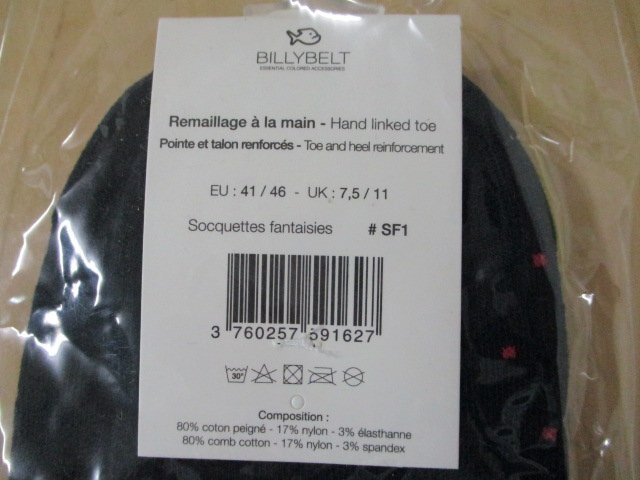 BILLYBELT
ESSENTIAL COLORED ACCESSORIES
Remaillage à la main - Hand linked toe
Pointe et talon renforcés - Toe and heel reinforcement
EU : 41 / 46 - UK : 7,5 / 11
Socquettes fantaisies # SF1
3 760257 591627
30°
Composition :
80% coton peigné - 17% nylon - 3% élasthanne
80% comb cotton - 17% nylon - 3% spandex